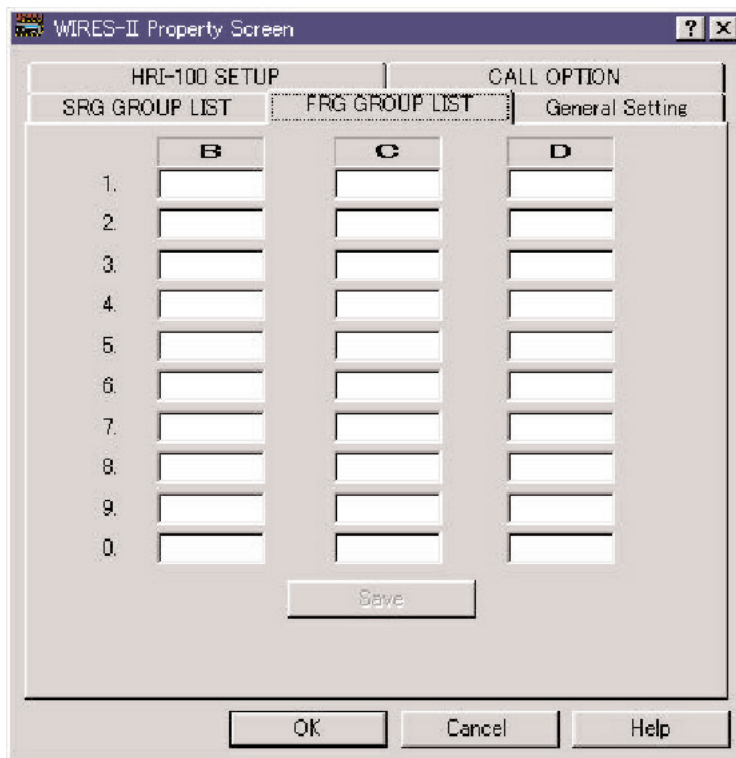 WIRES-II Property Screen
HRI-100 SETUP CALL OPTION
SRG GROUP LIST FRG GROUP LIST General Setting
B C D
1.
2.
3.
4.
5.
6.
7.
8.
9.
0.
Save
OK Cancel Help